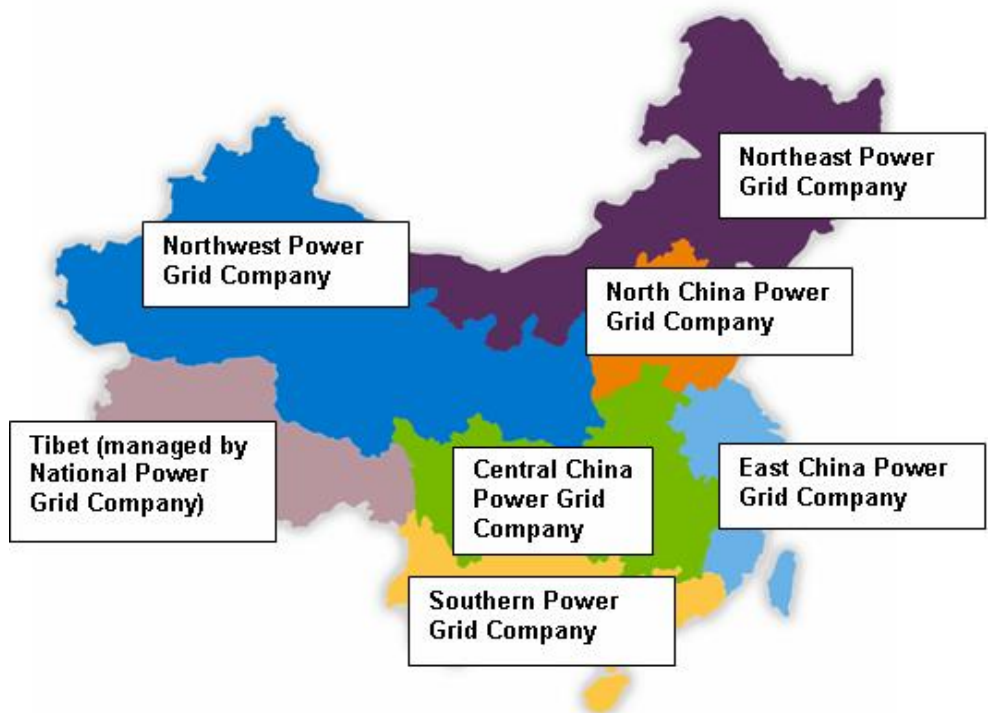 Northeast Power
Grid Company
Northwest Power
Grid Company
North China Power
Grid Company
Tibet (managed by
National Power
Grid Company)
Central China
Power Grid
Company
East China Power
Grid Company
Southern Power
Grid Company